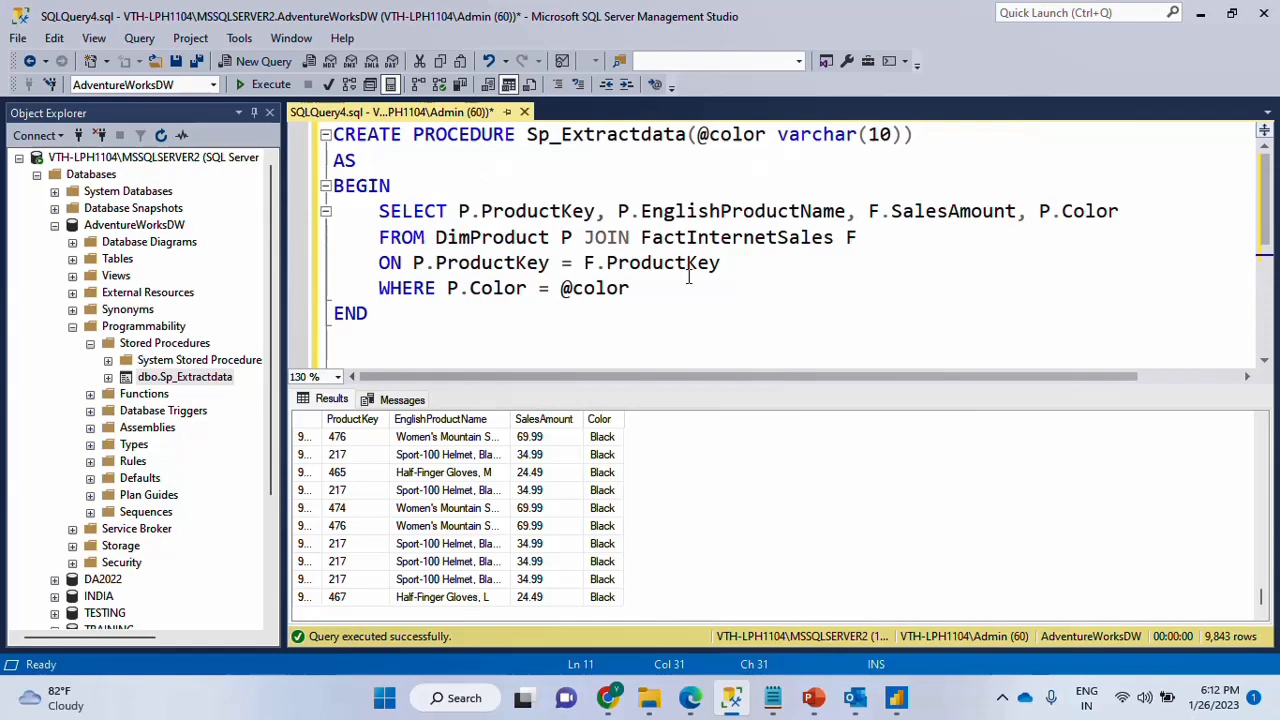 SQLQuery4.sql - VTH-LPH1104\MSSQLSERVER2.AdventureWorksDW (VTH-LPH1104\Admin (60))* - Microsoft SQL Server Management Studio
Quick Launch (Ctrl+Q)
File Edit View Query Project Tools Window Help
New Query
AdventureWorksDW Execute
Object Explorer
Connect
VTH-LPH1104\MSSQLSERVER2 (SQL Server
Databases
System Databases
Database Snapshots
AdventureWorksDW
Database Diagrams
Tables
Views
External Resources
Synonyms
Programmability
Stored Procedures
System Stored Procedure
dbo.Sp_Extractdata
Functions
Database Triggers
Assemblies
Types
Rules
Defaults
Plan Guides
Sequences
Service Broker
Storage
Security
DA2022
INDIA
TESTING
TRAINING
SQLQuery4.sql - V...PH1104\Admin (60))*
CREATE PROCEDURE Sp_Extractdata(@color varchar(10))
AS
BEGIN
SELECT P.ProductKey, P.EnglishProductName, F.SalesAmount, P.Color
FROM DimProduct P JOIN FactInternetSales F
ON P.ProductKey = F.ProductKey
WHERE P.Color = @color
END
130 %
Results Messages
ProductKey EnglishProductName SalesAmount Color
9... 476 Women's Mountain S... 69.99 Black
9... 217 Sport-100 Helmet, Bla... 34.99 Black
9... 465 Half-Finger Gloves, M 24.49 Black
9... 217 Sport-100 Helmet, Bla... 34.99 Black
9... 474 Women's Mountain S... 69.99 Black
9... 476 Women's Mountain S... 69.99 Black
9... 217 Sport-100 Helmet, Bla... 34.99 Black
9... 217 Sport-100 Helmet, Bla... 34.99 Black
9... 217 Sport-100 Helmet, Bla... 34.99 Black
9... 467 Half-Finger Gloves, L 24.49 Black
Query executed successfully. VTH-LPH1104\MSSQLSERVER2 (1... VTH-LPH1104\Admin (60) AdventureWorksDW 00:00:00 9,843 rows
Ready Ln 11 Col 31 Ch 31 INS
82°F
Cloudy
Search
ENG
IN
6:12 PM
1/26/2023